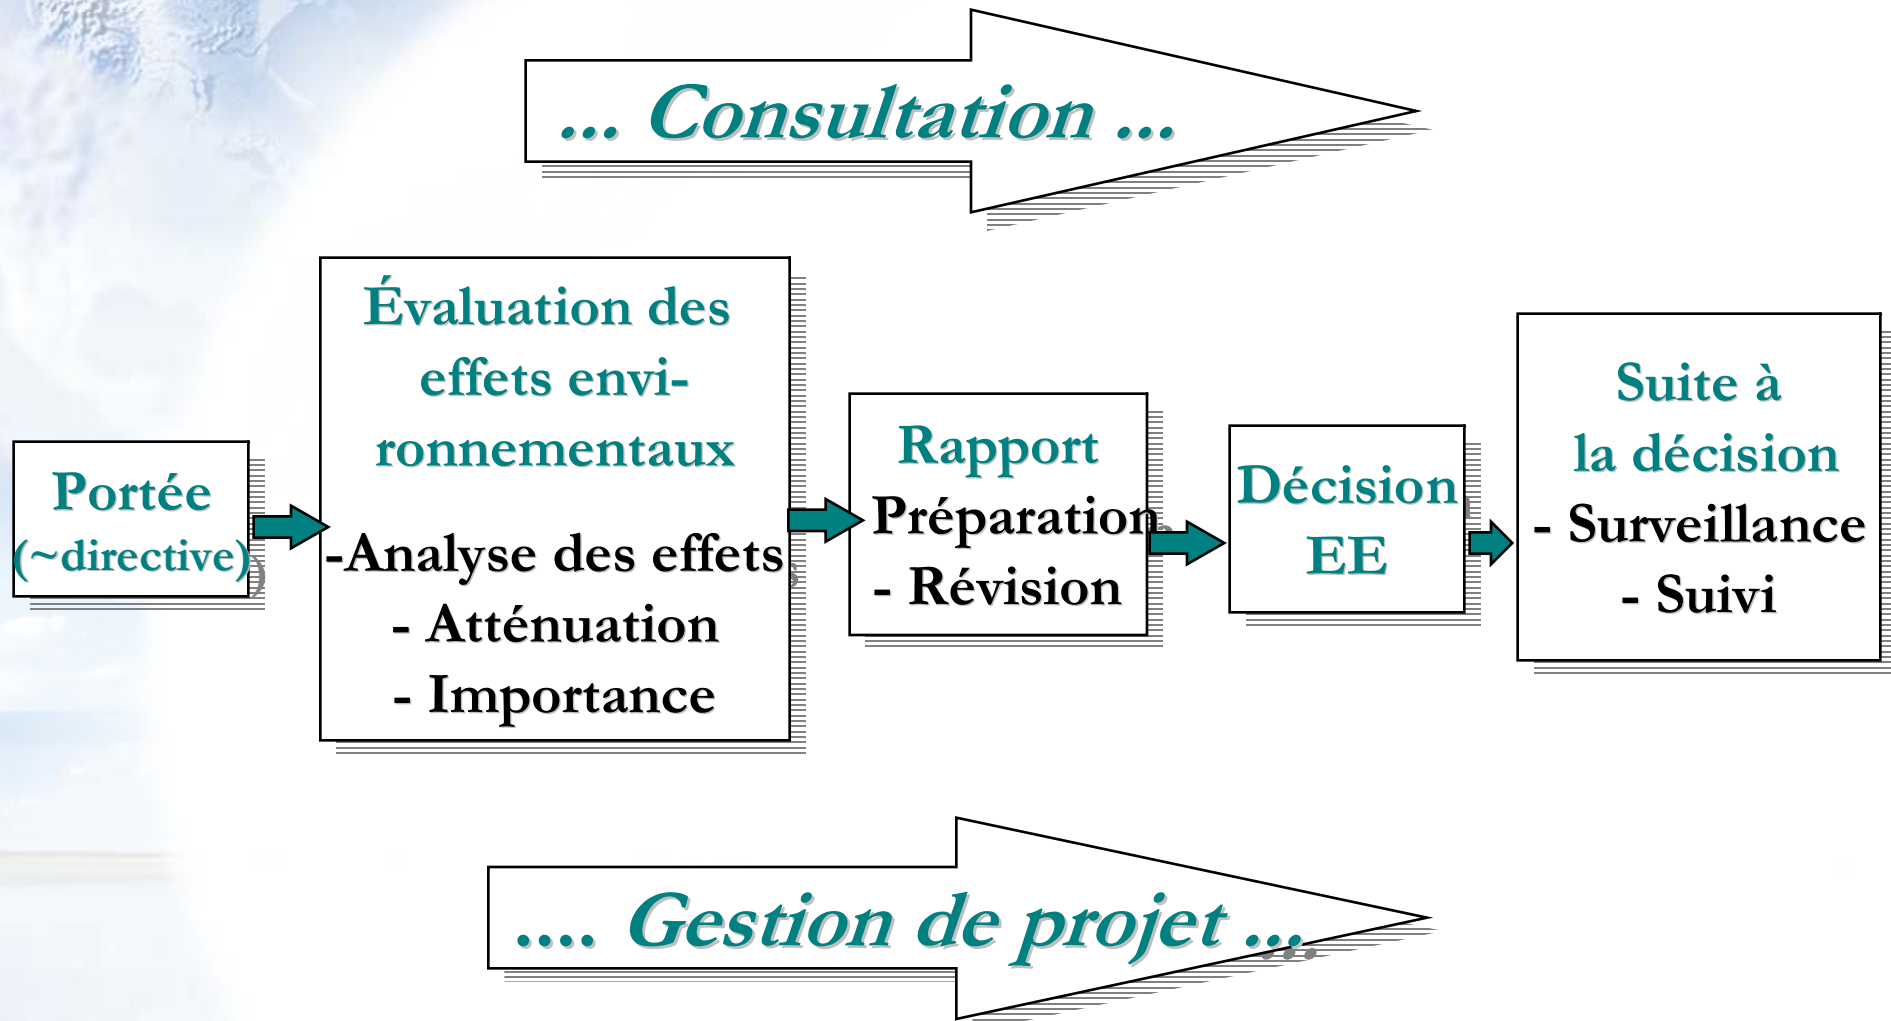 ... Consultation ...
Portée
(~directive)
Évaluation des
effets envi-
ronnementaux
-Analyse des effets
- Atténuation
- Importance
Rapport
Préparation
- Révision
Décision
EE
Suite à
la décision
- Surveillance
- Suivi
.... Gestion de projet ...